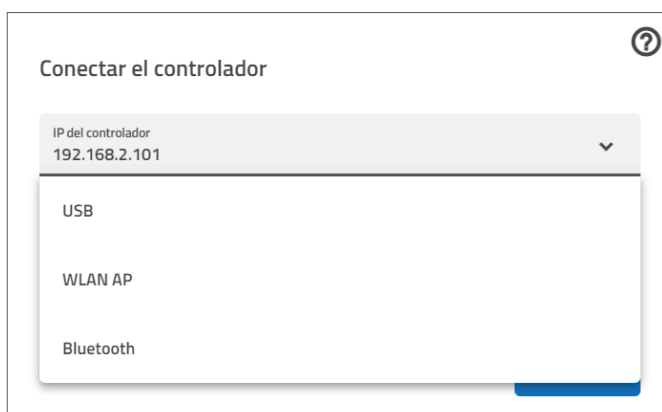 Conectar el controlador
IP del controlador
192.168.2.101
USB
WLAN AP
Bluetooth